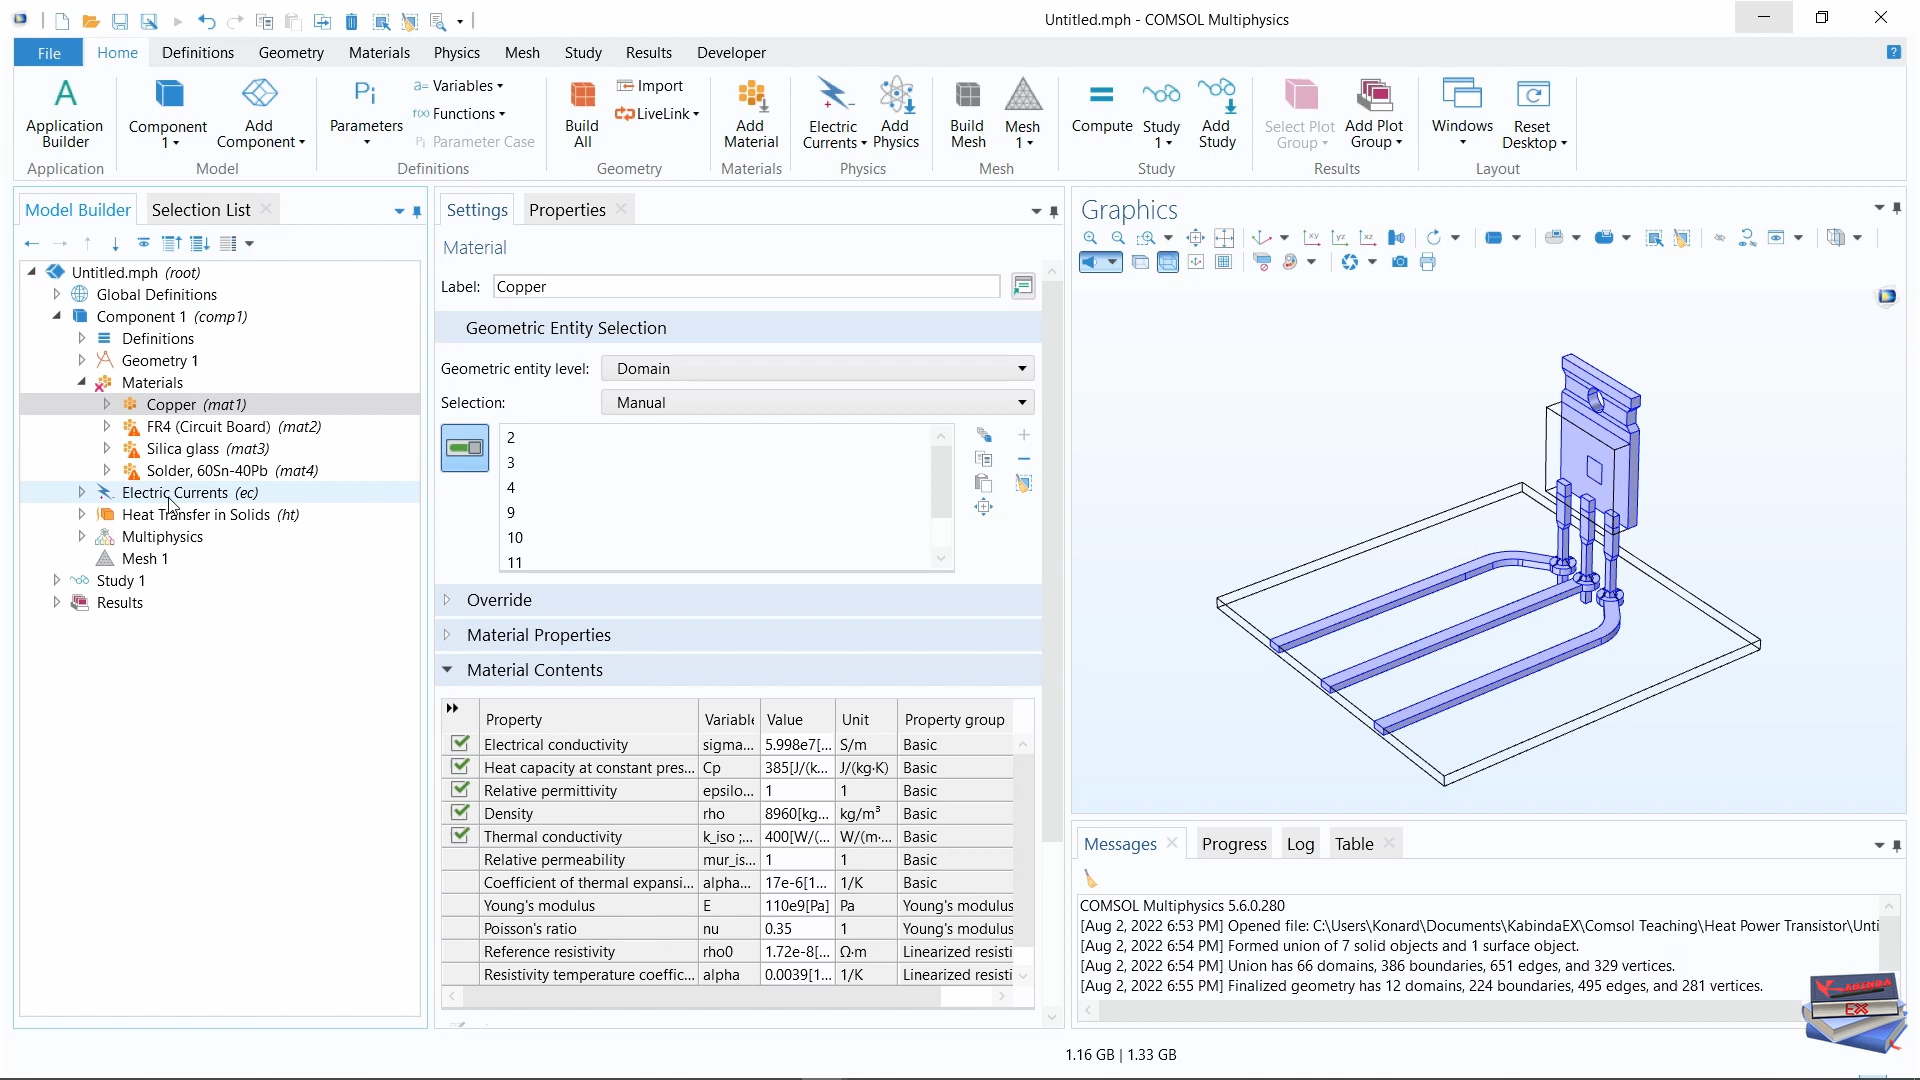 Untitled.mph - COMSOL Multiphysics
File
Home
Definitions
Geometry
Materials
Physics
Mesh
Study
Results
Developer
A
Application
Builder
Application
Component
1
Add
Component
Model
Pi
Parameters
a= Variables
f(x) Functions
Pi Parameter Case
Definitions
Build
All
Import
LiveLink
Geometry
Add
Material
Materials
Electric
Currents
Add
Physics
Physics
Build
Mesh
Mesh
1
Mesh
Compute
Study
1
Add
Study
Study
Select Plot
Group
Add Plot
Group
Results
Windows
Reset
Desktop
Layout
Model Builder
Selection List
Untitled.mph (root)
Global Definitions
Component 1 (comp1)
Definitions
Geometry 1
Materials
Copper (mat1)
FR4 (Circuit Board) (mat2)
Silica glass (mat3)
Solder, 60Sn-40Pb (mat4)
Electric Currents (ec)
Heat Transfer in Solids (ht)
Multiphysics
Mesh 1
Study 1
Results
Settings
Properties
Material
Label: Copper
Geometric Entity Selection
Geometric entity level: Domain
Selection: Manual
2
3
4
9
10
11
Override
Material Properties
Material Contents
Property Variable Value Unit Property group
Electrical conductivity sigma... 5.998e7[... S/m Basic
Heat capacity at constant pres... Cp 385[J/(k... J/(kg·K) Basic
Relative permittivity epsilo... 1 1 Basic
Density rho 8960[kg... kg/m³ Basic
Thermal conductivity k_iso ;... 400[W/(... W/(m·... Basic
Relative permeability mur_is... 1 1 Basic
Coefficient of thermal expansi... alpha... 17e-6[1... 1/K Basic
Young's modulus E 110e9[Pa] Pa Young's modulus
Poisson's ratio nu 0.35 1 Young's modulus
Reference resistivity rho0 1.72e-8[... Ω·m Linearized resisti
Resistivity temperature coeffic... alpha 0.0039[1... 1/K Linearized resisti
Graphics
xy
yz
xz
Messages
Progress
Log
Table
COMSOL Multiphysics 5.6.0.280
[Aug 2, 2022 6:53 PM] Opened file: C:\Users\Konard\Documents\KabindaEX\Comsol Teaching\Heat Power Transistor\Unti
[Aug 2, 2022 6:54 PM] Formed union of 7 solid objects and 1 surface object.
[Aug 2, 2022 6:54 PM] Union has 66 domains, 386 boundaries, 651 edges, and 329 vertices.
[Aug 2, 2022 6:55 PM] Finalized geometry has 12 domains, 224 boundaries, 495 edges, and 281 vertices.
KABINDA
EX
1.16 GB | 1.33 GB